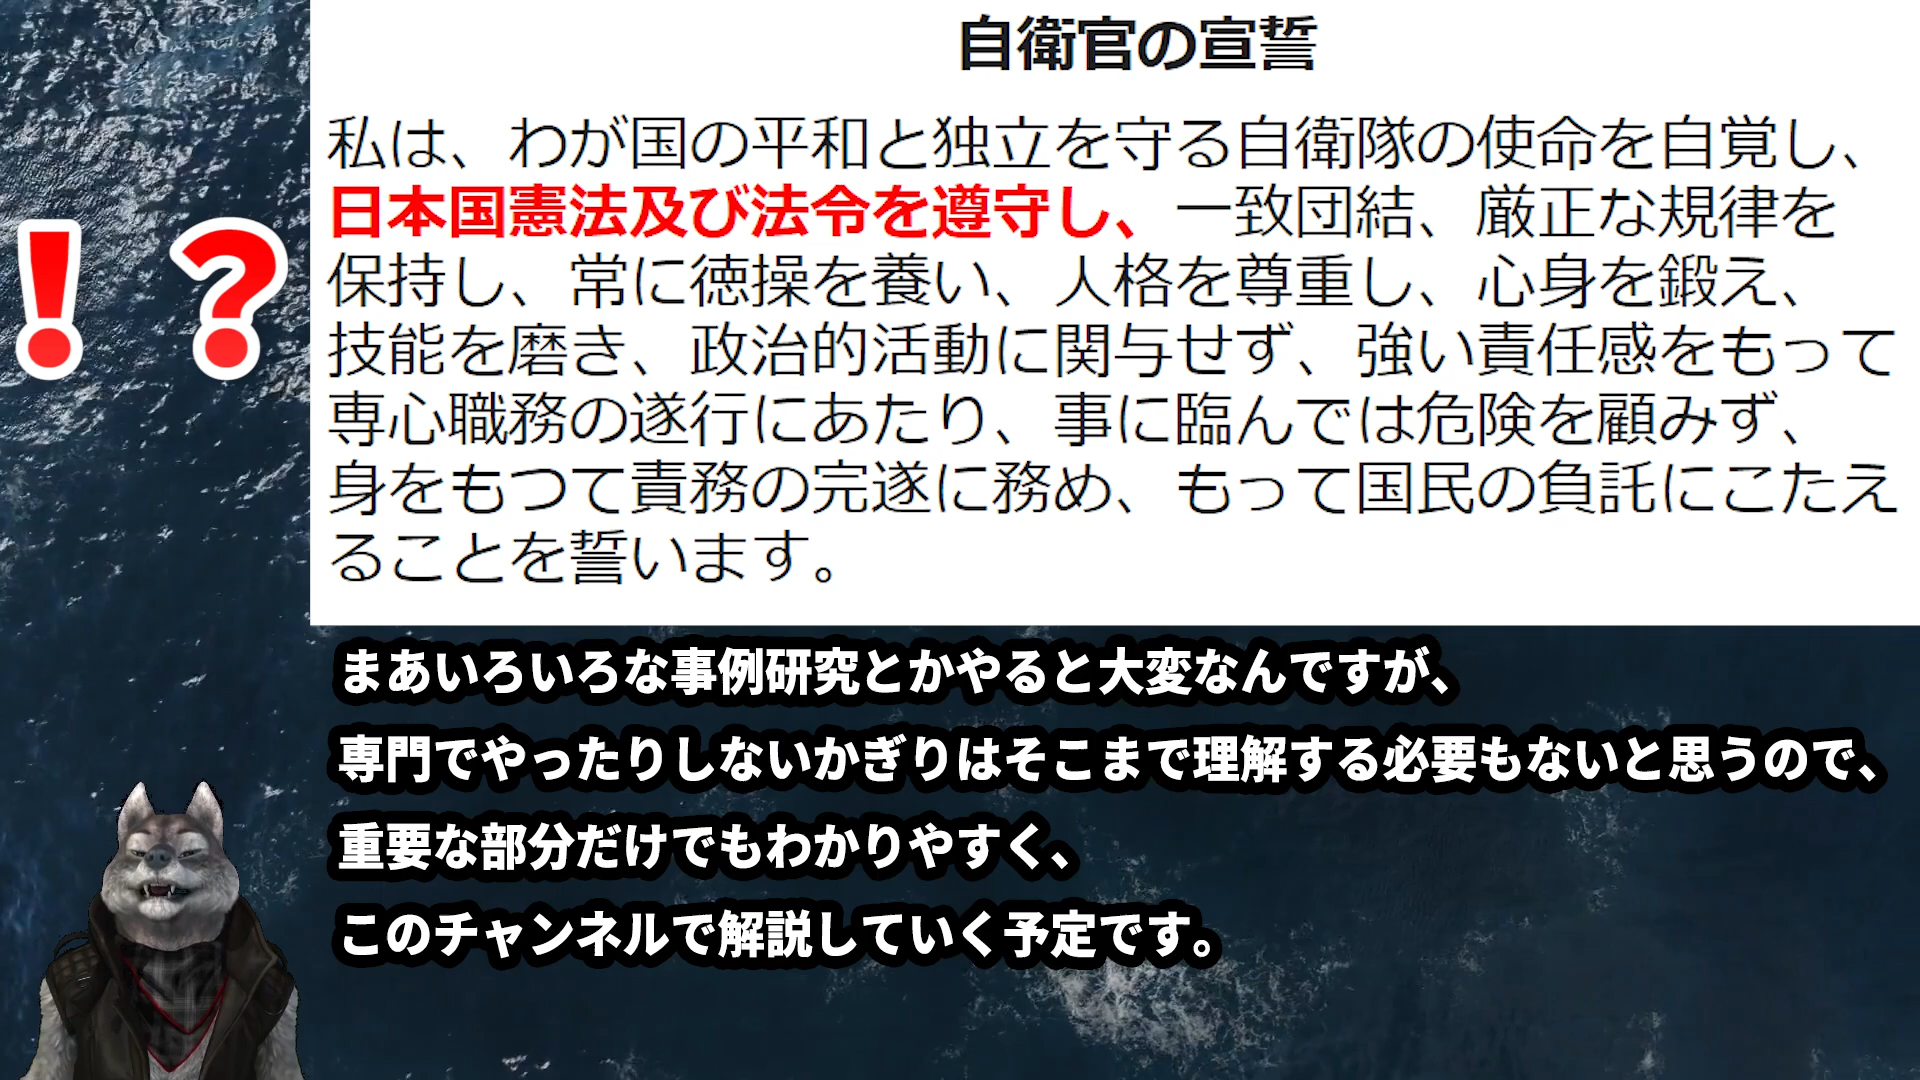 自衛官の宣誓
私は、わが国の平和と独立を守る自衛隊の使命を自覚し、
日本国憲法及び法令を遵守し、一致団結、厳正な規律を
保持し、常に徳操を養い、人格を尊重し、心身を鍛え、
技能を磨き、政治的活動に関与せず、強い責任感をもって
専心職務の遂行にあたり、事に臨んでは危険を顧みず、
身をもつて責務の完遂に務め、もって国民の負託にこたえ
ることを誓います。
！？
まあいろいろな事例研究とかやると大変なんですが、
専門でやったりしないかぎりはそこまで理解する必要もないと思うので、
重要な部分だけでもわかりやすく、
このチャンネルで解説していく予定です。